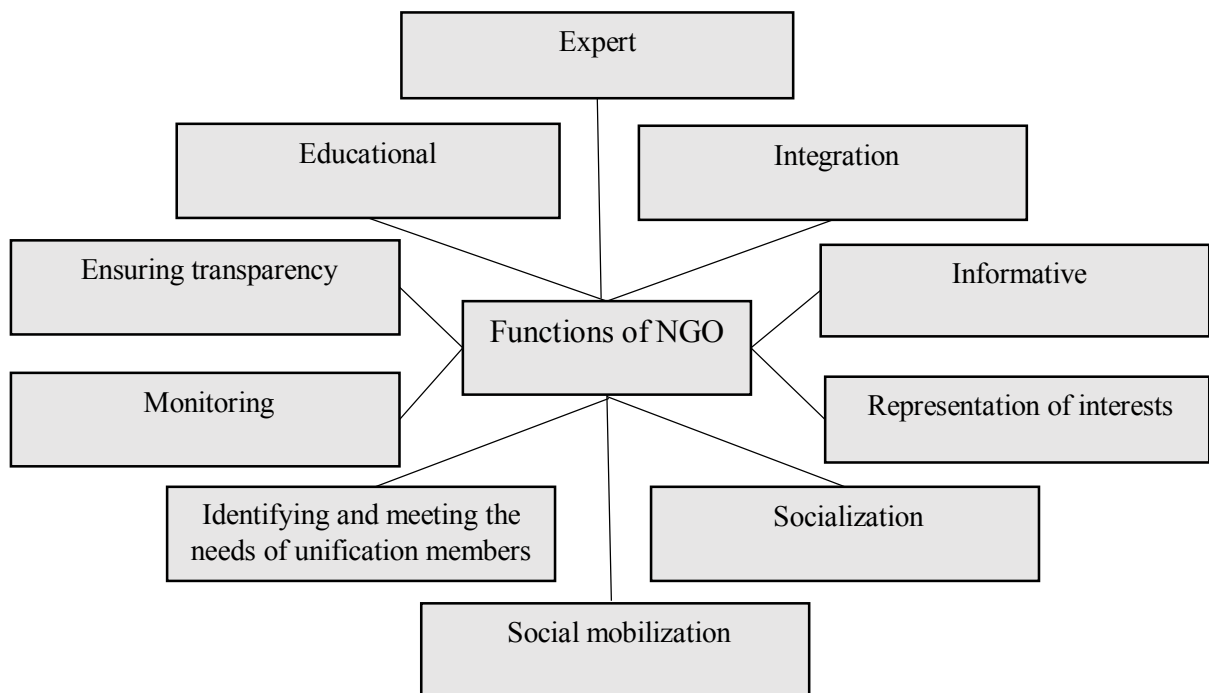 Expert
Educational
Integration
Ensuring transparency
Informative
Functions of NGO
Monitoring
Representation of interests
Identifying and meeting the
needs of unification members
Socialization
Social mobilization